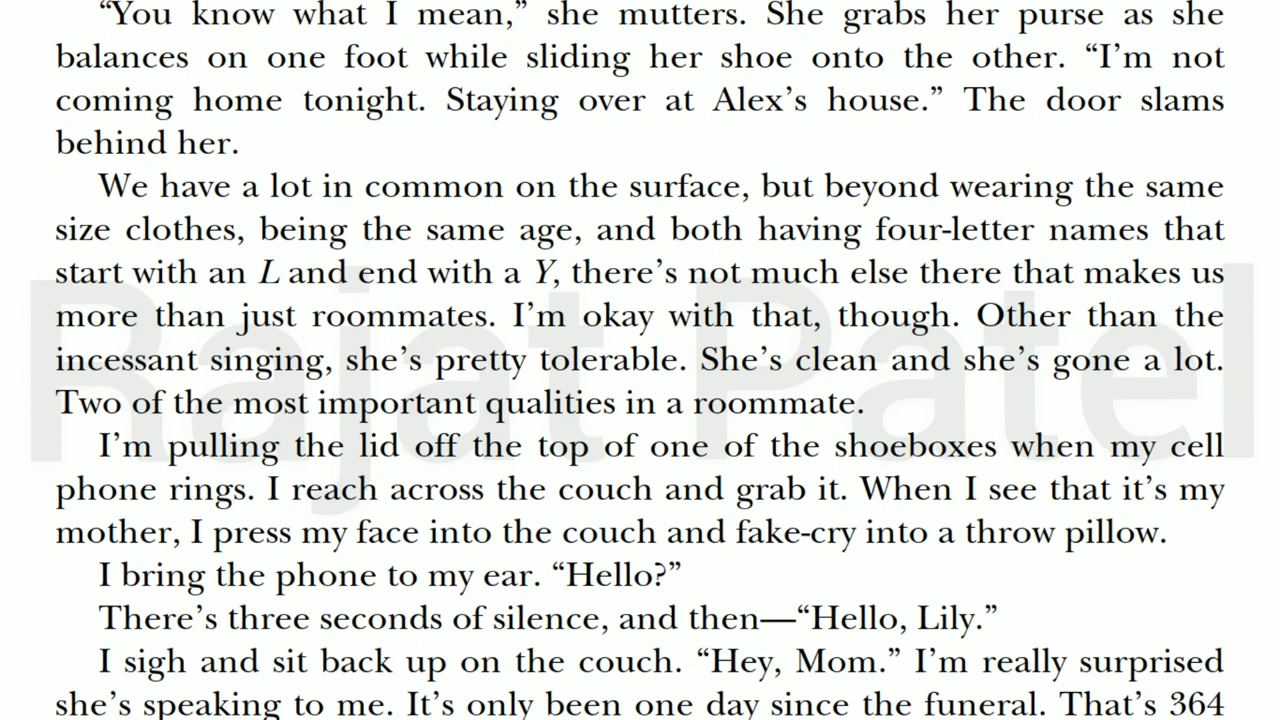 “You know what I mean,” she mutters. She grabs her purse as she
balances on one foot while sliding her shoe onto the other. “I’m not
coming home tonight. Staying over at Alex’s house.” The door slams
behind her.
We have a lot in common on the surface, but beyond wearing the same
size clothes, being the same age, and both having four-letter names that
start with an L and end with a Y, there’s not much else there that makes us
more than just roommates. I’m okay with that, though. Other than the
incessant singing, she’s pretty tolerable. She’s clean and she’s gone a lot.
Two of the most important qualities in a roommate.
I’m pulling the lid off the top of one of the shoeboxes when my cell
phone rings. I reach across the couch and grab it. When I see that it’s my
mother, I press my face into the couch and fake-cry into a throw pillow.
I bring the phone to my ear. “Hello?”
There’s three seconds of silence, and then—“Hello, Lily.”
I sigh and sit back up on the couch. “Hey, Mom.” I’m really surprised
she’s speaking to me. It’s only been one day since the funeral. That’s 364
Rajat Patel